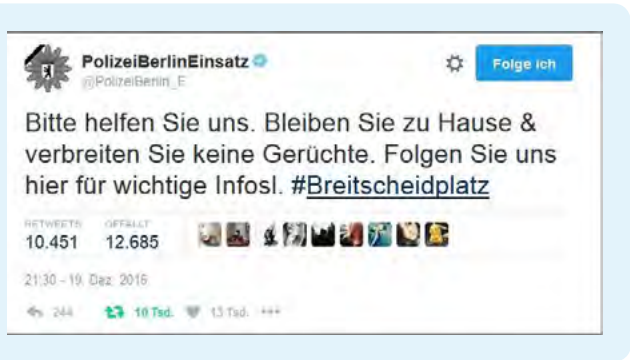 PolizeiBerlinEinsatz
@PolizeiBerlin_E
Folge ich
Bitte helfen Sie uns. Bleiben Sie zu Hause &
verbreiten Sie keine Gerüchte. Folgen Sie uns
hier für wichtige Infosl. #Breitscheidplatz
RETWEETS GEFÄLLT
10.451 12.685
21:30 - 19. Dez. 2016
244 10 Tsd. 13 Tsd.